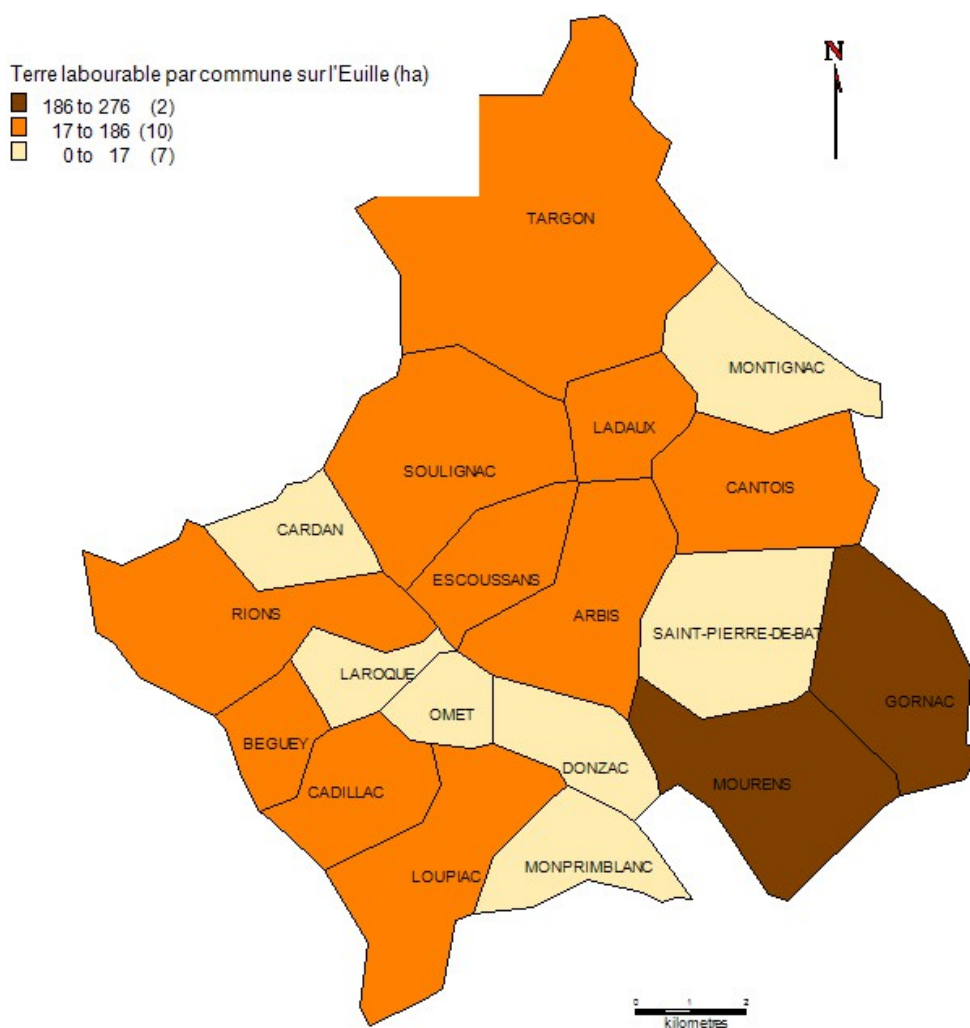 N
Terre labourable par commune sur l'Euille (ha)
186 to 276 (2)
17 to 186 (10)
0 to 17 (7)
TARGON
MONTIGNAC
LADAUX
SOULIGNAC
CANTOIS
CARDAN
ESCOUSSANS
RIONS
ARBIS
SAINT-PIERRE-DE-BAT
LAROQUE
GORNAC
OMET
BEGUEY
DONZAC
MOURENS
CADILLAC
LOUPIAC
MONPRIMBLANC
0 1 2
kilometres